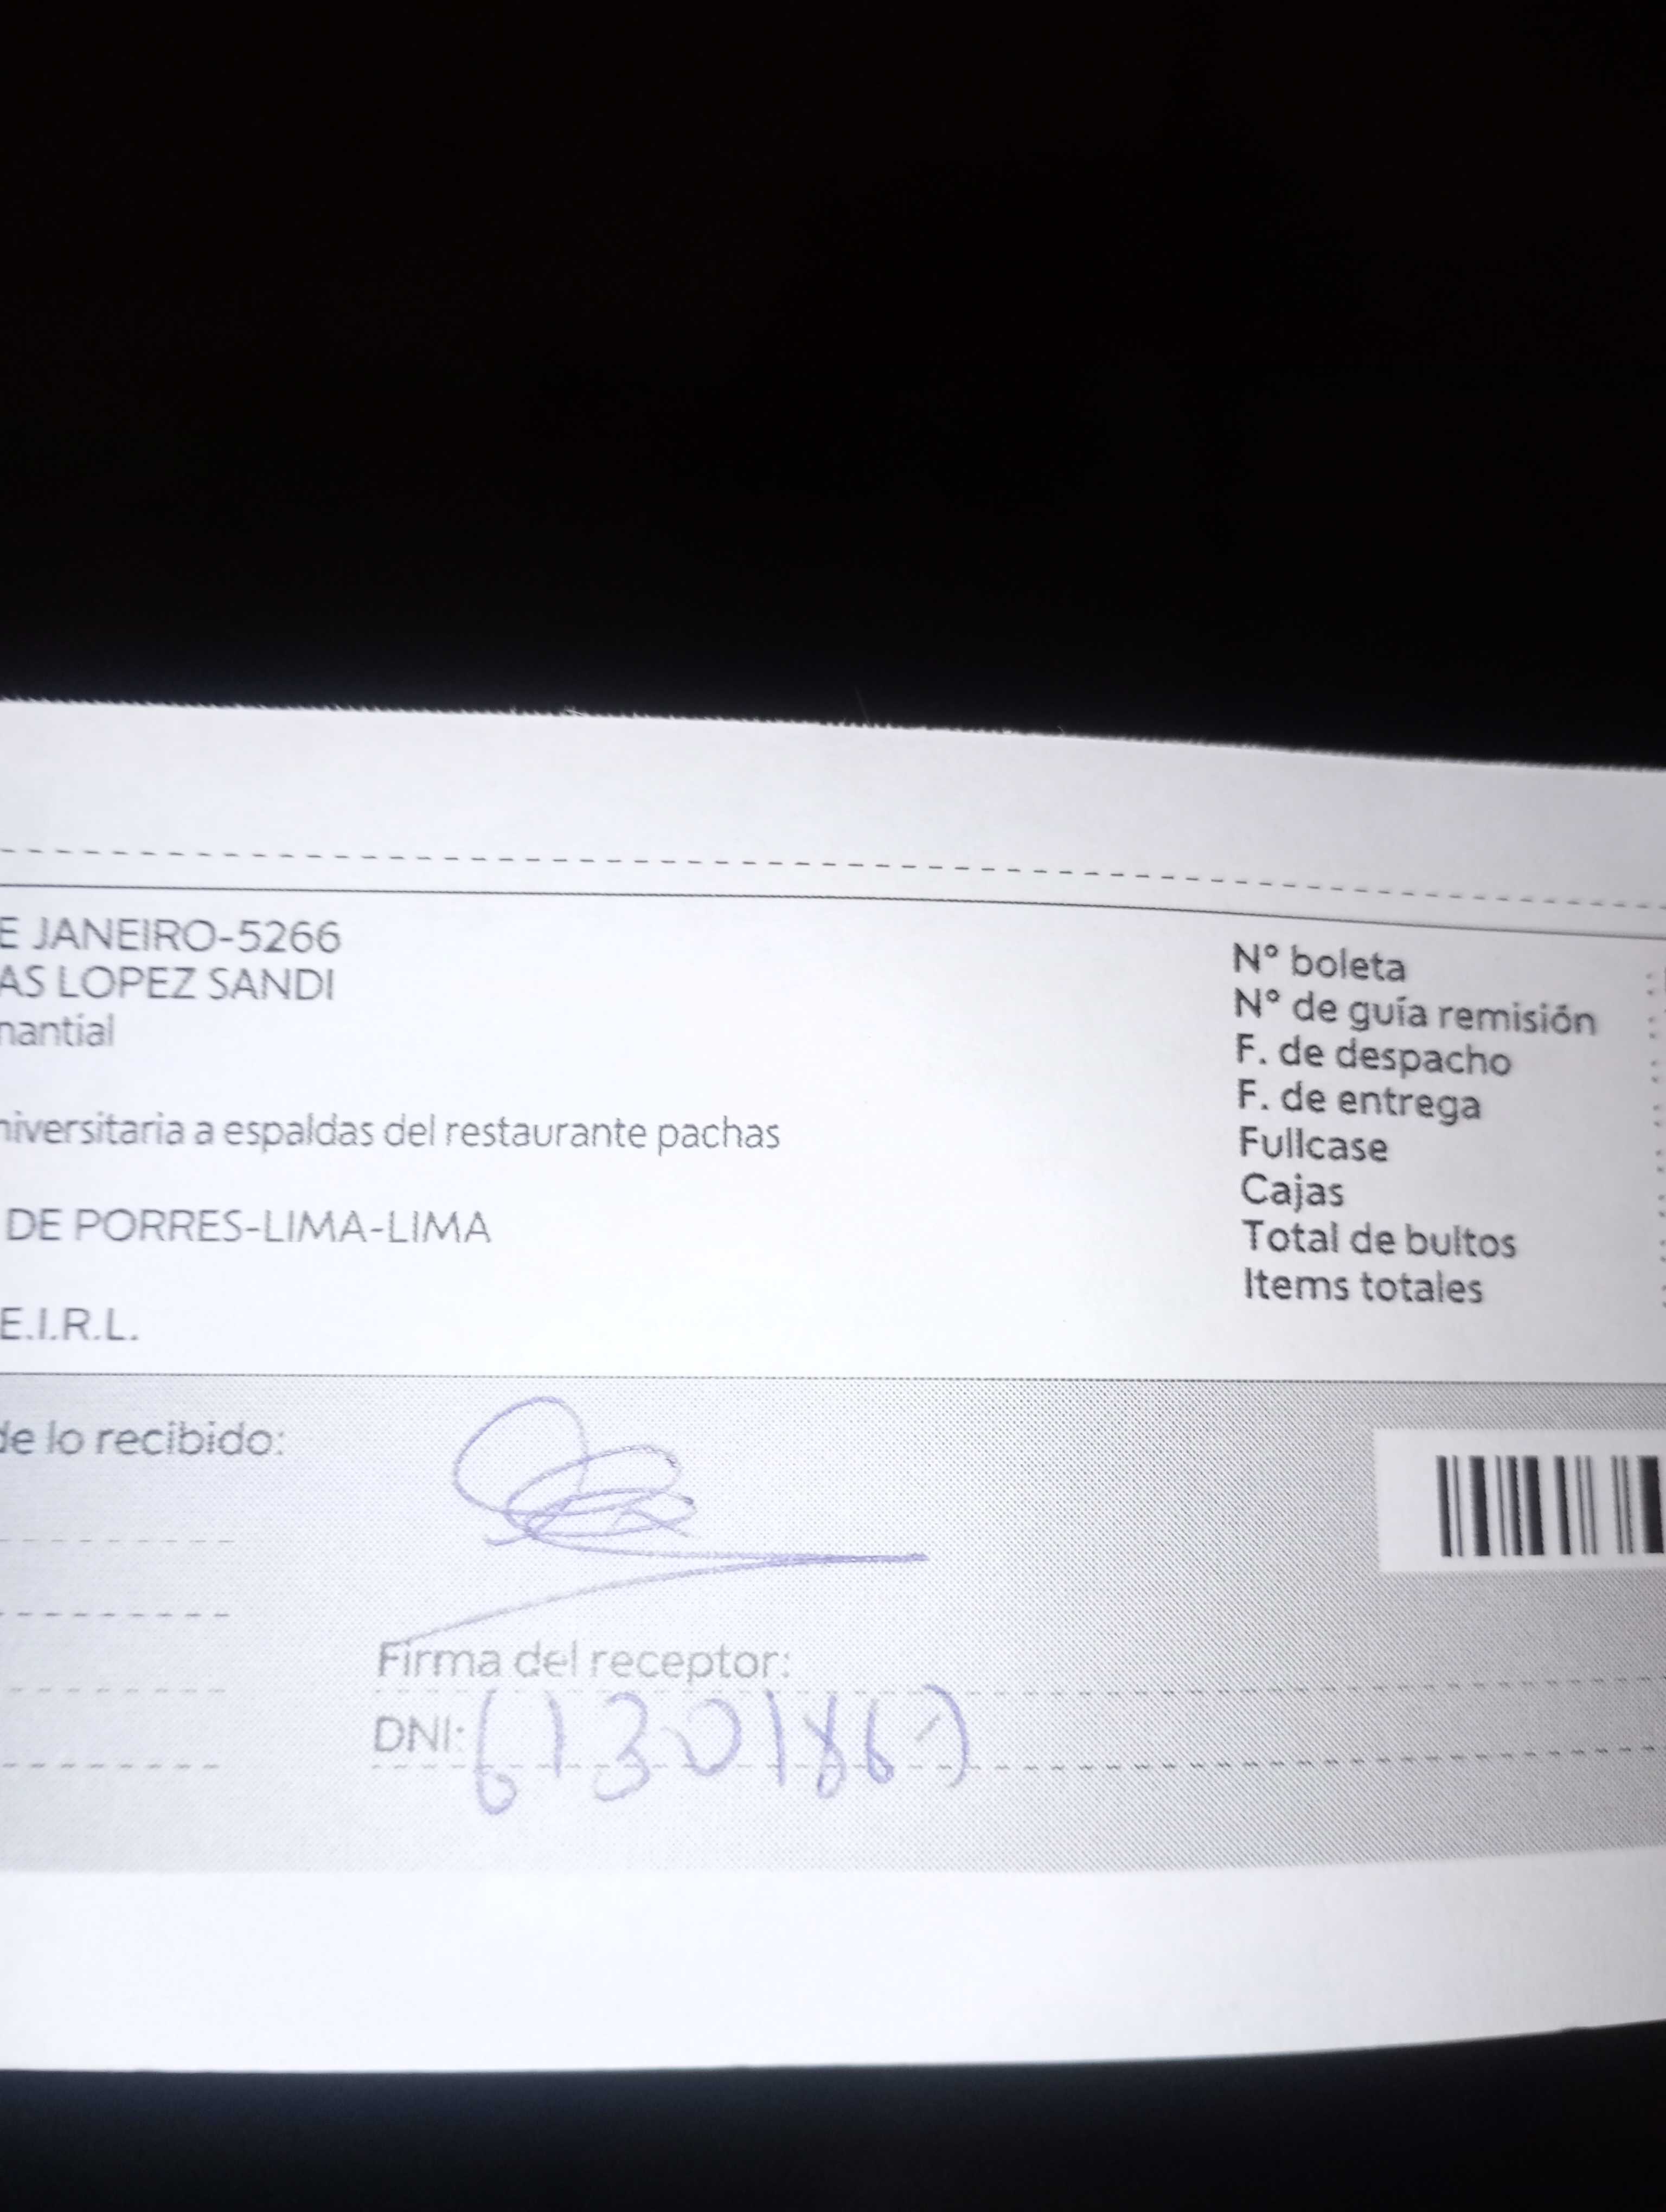 E JANEIRO-5266
AS LOPEZ SANDI
nantial
niversitaria a espaldas del restaurante pachas
DE PORRES-LIMA-LIMA
E.I.R.L.
N° boleta
N° de guía remisión
F. de despacho
F. de entrega
Fullcase
Cajas
Total de bultos
Items totales
de lo recibido:
Firma del receptor:
DNI: 61301867